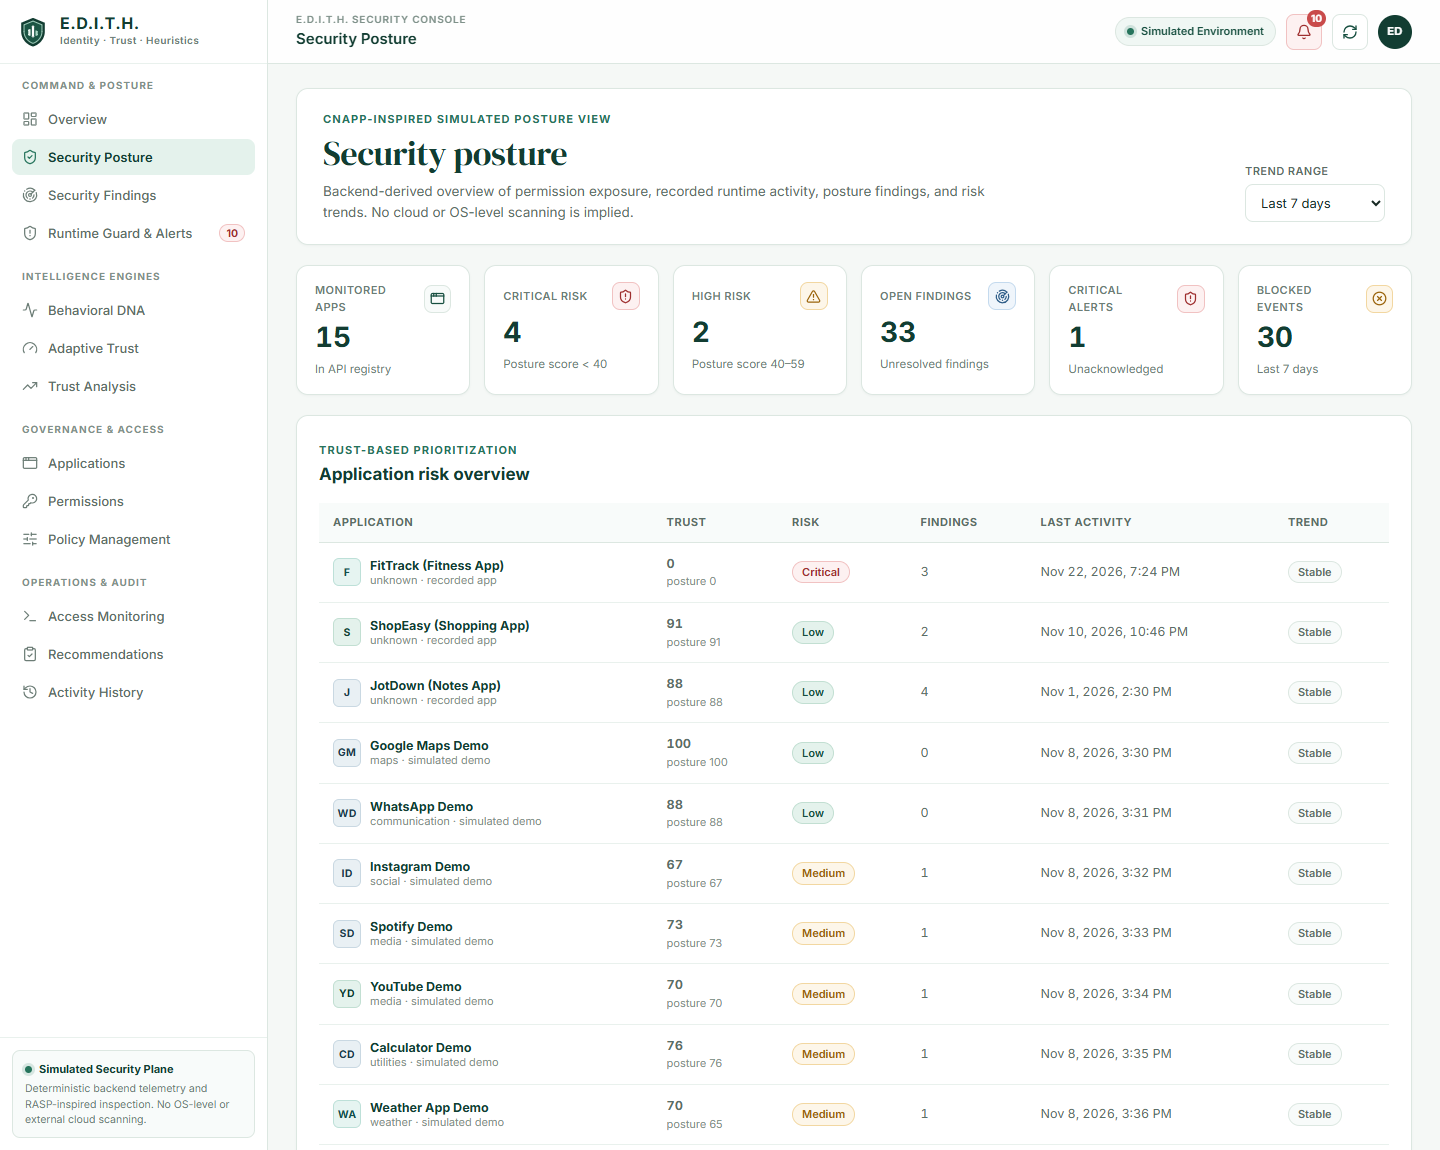 E.D.I.T.H.
Identity · Trust · Heuristics
COMMAND & POSTURE
Overview
Security Posture
Security Findings
Runtime Guard & Alerts 10
INTELLIGENCE ENGINES
Behavioral DNA
Adaptive Trust
Trust Analysis
GOVERNANCE & ACCESS
Applications
Permissions
Policy Management
OPERATIONS & AUDIT
Access Monitoring
Recommendations
Activity History
Simulated Security Plane
Deterministic backend telemetry and
RASP-inspired inspection. No OS-level or
external cloud scanning.
E.D.I.T.H. SECURITY CONSOLE
Security Posture
Simulated Environment
10
ED
CNAPP-INSPIRED SIMULATED POSTURE VIEW
Security posture
Backend-derived overview of permission exposure, recorded runtime activity, posture findings, and risk
trends. No cloud or OS-level scanning is implied.
TREND RANGE
Last 7 days
MONITORED
APPS
15
In API registry
CRITICAL RISK
4
Posture score < 40
HIGH RISK
2
Posture score 40–59
OPEN FINDINGS
33
Unresolved findings
CRITICAL
ALERTS
1
Unacknowledged
BLOCKED
EVENTS
30
Last 7 days
TRUST-BASED PRIORITIZATION
Application risk overview
APPLICATION TRUST RISK FINDINGS LAST ACTIVITY TREND
F FitTrack (Fitness App) 0 Critical 3 Nov 22, 2026, 7:24 PM Stable
unknown · recorded app posture 0
S ShopEasy (Shopping App) 91 Low 2 Nov 10, 2026, 10:46 PM Stable
unknown · recorded app posture 91
J JotDown (Notes App) 88 Low 4 Nov 1, 2026, 2:30 PM Stable
unknown · recorded app posture 88
GM Google Maps Demo 100 Low 0 Nov 8, 2026, 3:30 PM Stable
maps · simulated demo posture 100
WD WhatsApp Demo 88 Low 0 Nov 8, 2026, 3:31 PM Stable
communication · simulated demo posture 88
ID Instagram Demo 67 Medium 1 Nov 8, 2026, 3:32 PM Stable
social · simulated demo posture 67
SD Spotify Demo 73 Medium 1 Nov 8, 2026, 3:33 PM Stable
media · simulated demo posture 73
YD YouTube Demo 70 Medium 1 Nov 8, 2026, 3:34 PM Stable
media · simulated demo posture 70
CD Calculator Demo 76 Medium 1 Nov 8, 2026, 3:35 PM Stable
utilities · simulated demo posture 76
WA Weather App Demo 70 Medium 1 Nov 8, 2026, 3:36 PM Stable
weather · simulated demo posture 65